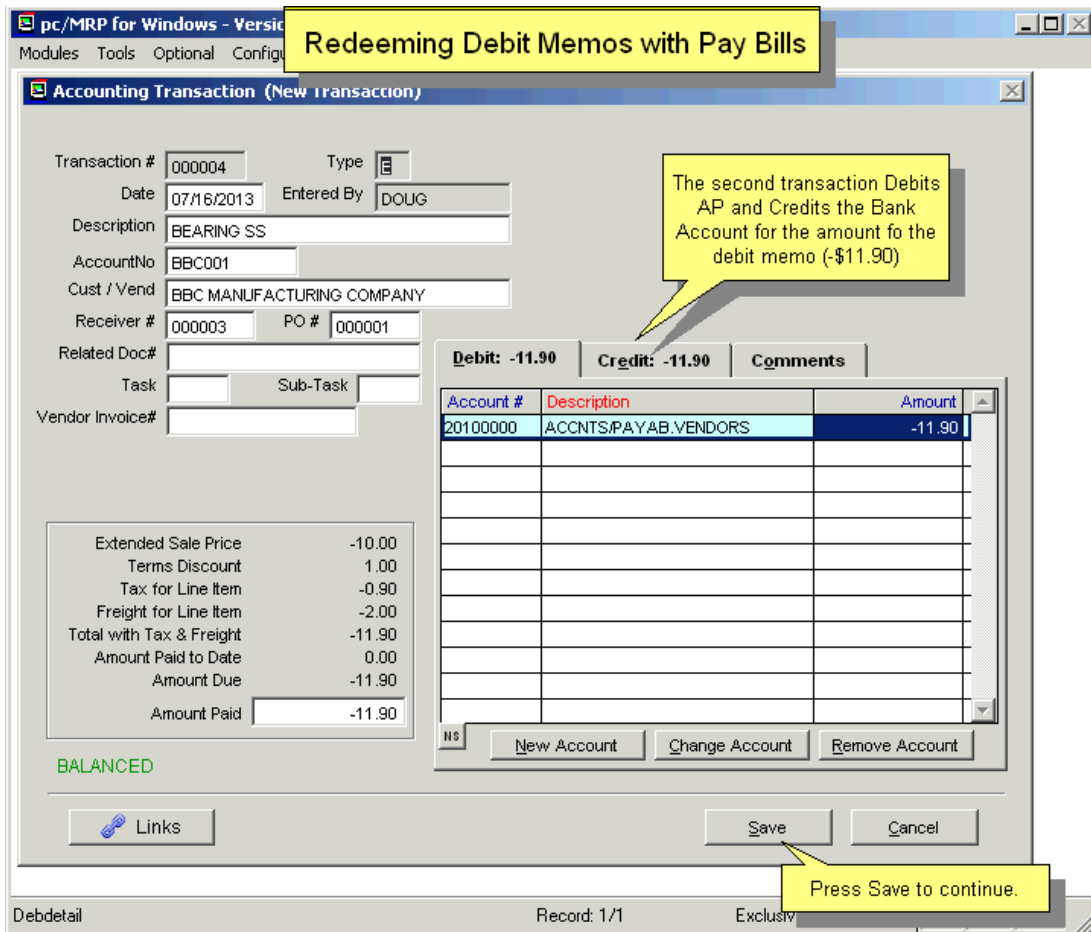 pc/MRP for Windows - Versic
Redeeming Debit Memos with Pay Bills
Modules Tools Optional Configu
Accounting Transaction (New Transaction)
Transaction # 000004 Type E
Date 07/16/2013 Entered By DOUG
Description BEARING SS
AccountNo BBC001
Cust / Vend BBC MANUFACTURING COMPANY
Receiver # 000003 PO # 000001
Related Doc#
Task Sub-Task
Vendor Invoice#
The second transaction Debits
AP and Credits the Bank
Account for the amount fo the
debit memo (-$11.90)
Debit: -11.90 Credit: -11.90 Comments
Account # Description Amount
20100000 ACCNTS/PAYAB.VENDORS -11.90
Extended Sale Price -10.00
Terms Discount 1.00
Tax for Line Item -0.90
Freight for Line Item -2.00
Total with Tax & Freight -11.90
Amount Paid to Date 0.00
Amount Due -11.90
Amount Paid -11.90
NS New Account Change Account Remove Account
BALANCED
Links Save Cancel
Press Save to continue.
Debdetail Record: 1/1 Exclusiv